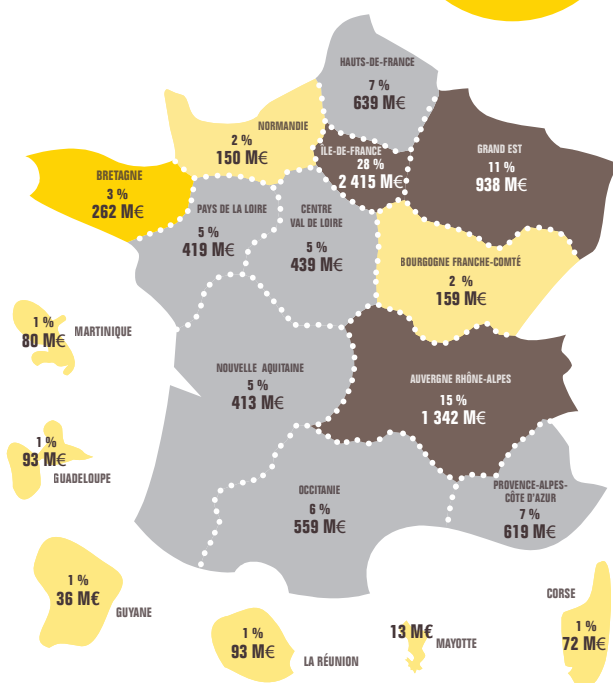 HAUTS-DE-FRANCE
7 %
639 M€
NORMANDIE
2 %
150 M€
ÎLE-DE-FRANCE
28 %
2 415 M€
GRAND EST
11 %
938 M€
BRETAGNE
3 %
262 M€
PAYS DE LA LOIRE
5 %
419 M€
CENTRE
VAL DE LOIRE
5 %
439 M€
BOURGOGNE FRANCHE-COMTÉ
2 %
159 M€
1 %
80 M€
MARTINIQUE
NOUVELLE AQUITAINE
5 %
413 M€
AUVERGNE RHÔNE-ALPES
15 %
1 342 M€
1 %
93 M€
GUADELOUPE
OCCITANIE
6 %
559 M€
PROVENCE-ALPES-
CÔTE D'AZUR
7 %
619 M€
1 %
36 M€
GUYANE
1 %
93 M€
LA RÉUNION
13 M€
MAYOTTE
CORSE
1 %
72 M€